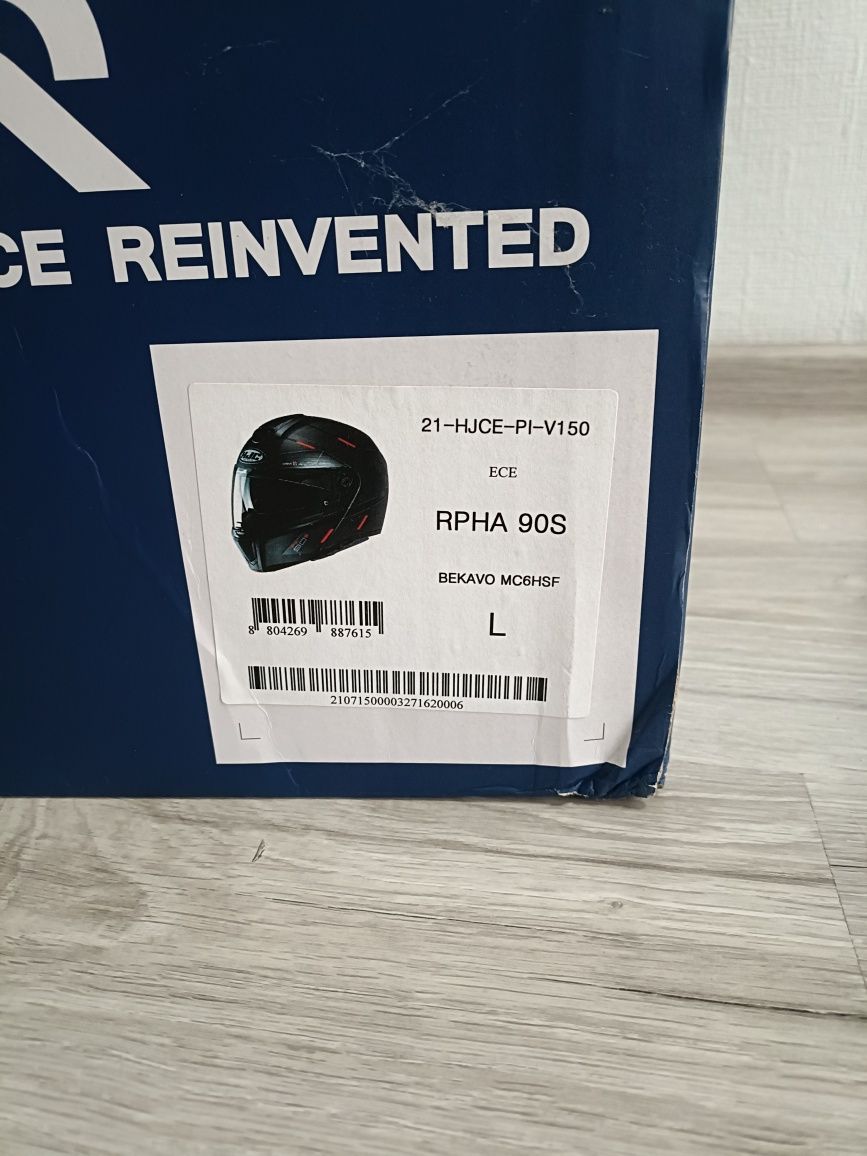 CE REINVENTED
21-HJCE-PI-V150
ECE
RPHA 90S
BEKAVO MC6HSF
L
8 804269 887615
21071500003271620006